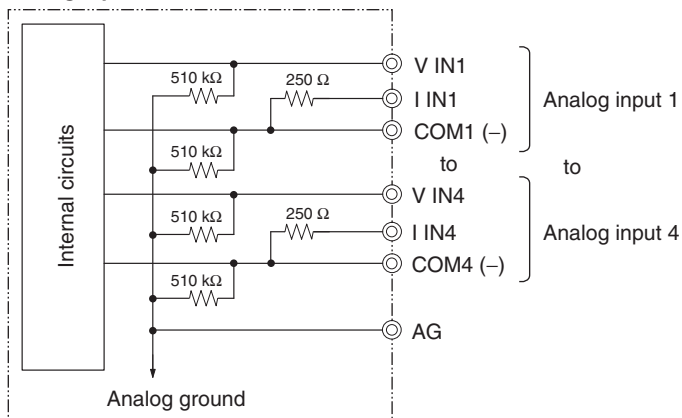 V IN1
510 kΩ
250 Ω
I IN1
Analog input 1
COM1 (–)
510 kΩ
to
to
Internal circuits
V IN4
510 kΩ
250 Ω
I IN4
Analog input 4
COM4 (–)
510 kΩ
AG
Analog ground